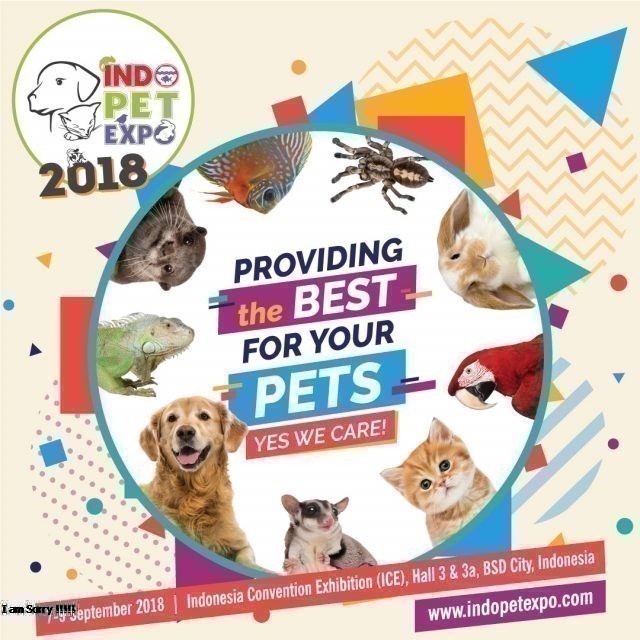 INDO
PET
EXPO
2018
PROVIDING
the BEST
FOR YOUR
PETS
YES WE CARE!
I am Sorry !!!!!
7-9 September 2018 | Indonesia Convention Exhibition (ICE), Hall 3 & 3a, BSD City, Indonesia
www.indopetexpo.com